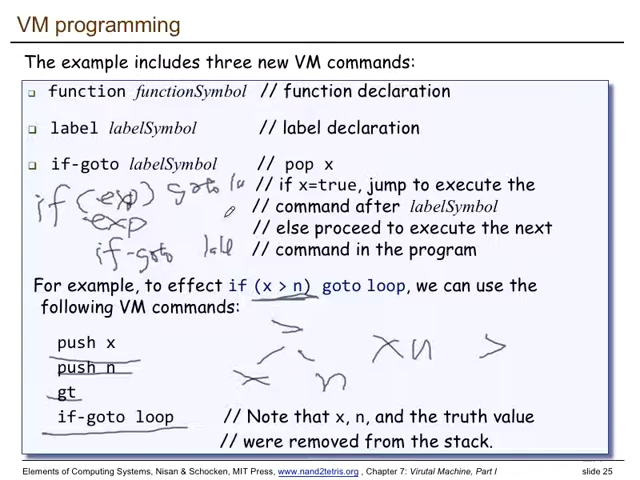 VM programming
The example includes three new VM commands:
function functionSymbol // function declaration
label labelSymbol // label declaration
if-goto labelSymbol // pop x
if (exp) goto la // if x=true, jump to execute the
exp // command after labelSymbol
// else proceed to execute the next
if-goto lale // command in the program
For example, to effect if (x > n) goto loop, we can use the
following VM commands:
>
push x
x n >
push n
x n
gt
if-goto loop // Note that x, n, and the truth value
// were removed from the stack.
Elements of Computing Systems, Nisan & Schocken, MIT Press, www.nand2tetris.org , Chapter 7: Virutal Machine, Part I slide 25